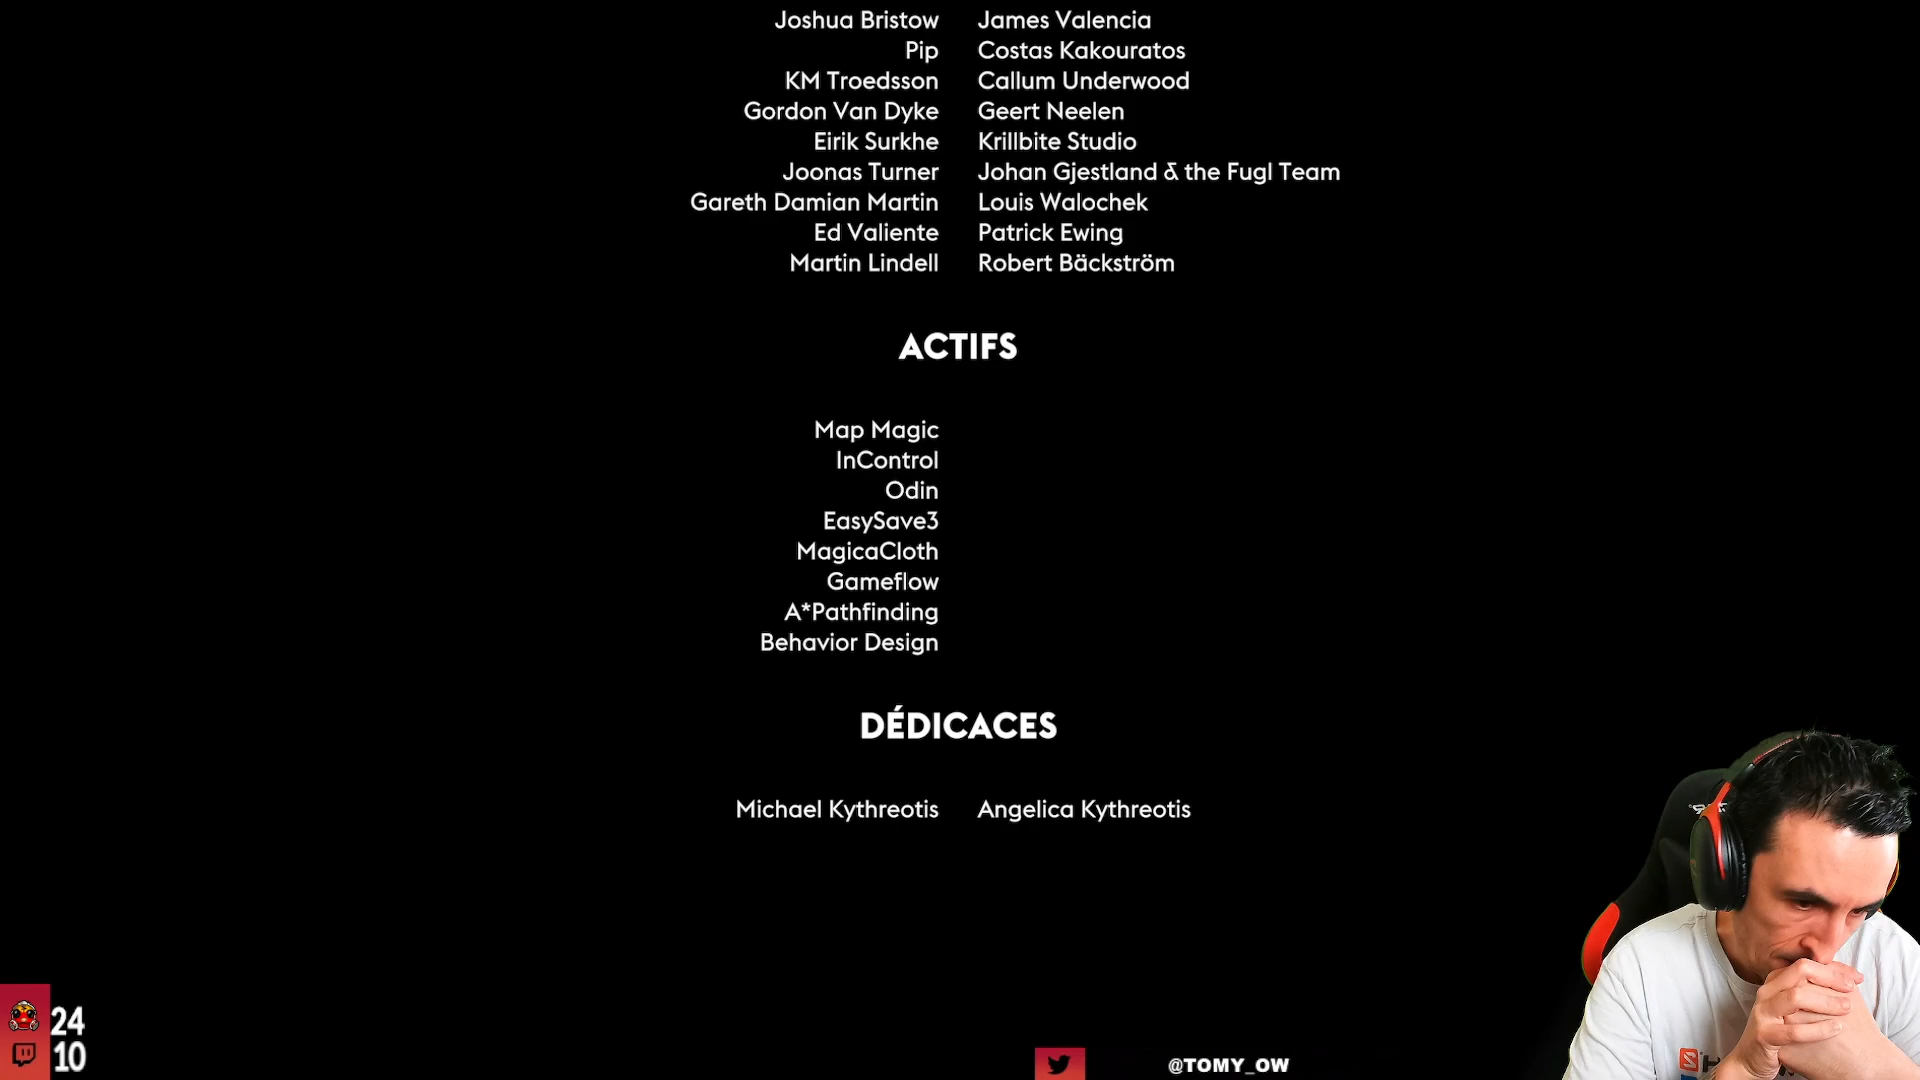 Joshua Bristow James Valencia
Pip Costas Kakouratos
KM Troedsson Callum Underwood
Gordon Van Dyke Geert Neelen
Eirik Surkhe Krillbite Studio
Joonas Turner Johan Gjestland & the Fugl Team
Gareth Damian Martin Louis Walochek
Ed Valiente Patrick Ewing
Martin Lindell Robert Bäckström
ACTIFS
Map Magic
InControl
Odin
EasySave3
MagicaCloth
Gameflow
A*Pathfinding
Behavior Design
DÉDICACES
Michael Kythreotis Angelica Kythreotis
24
10
@TOMY_OW